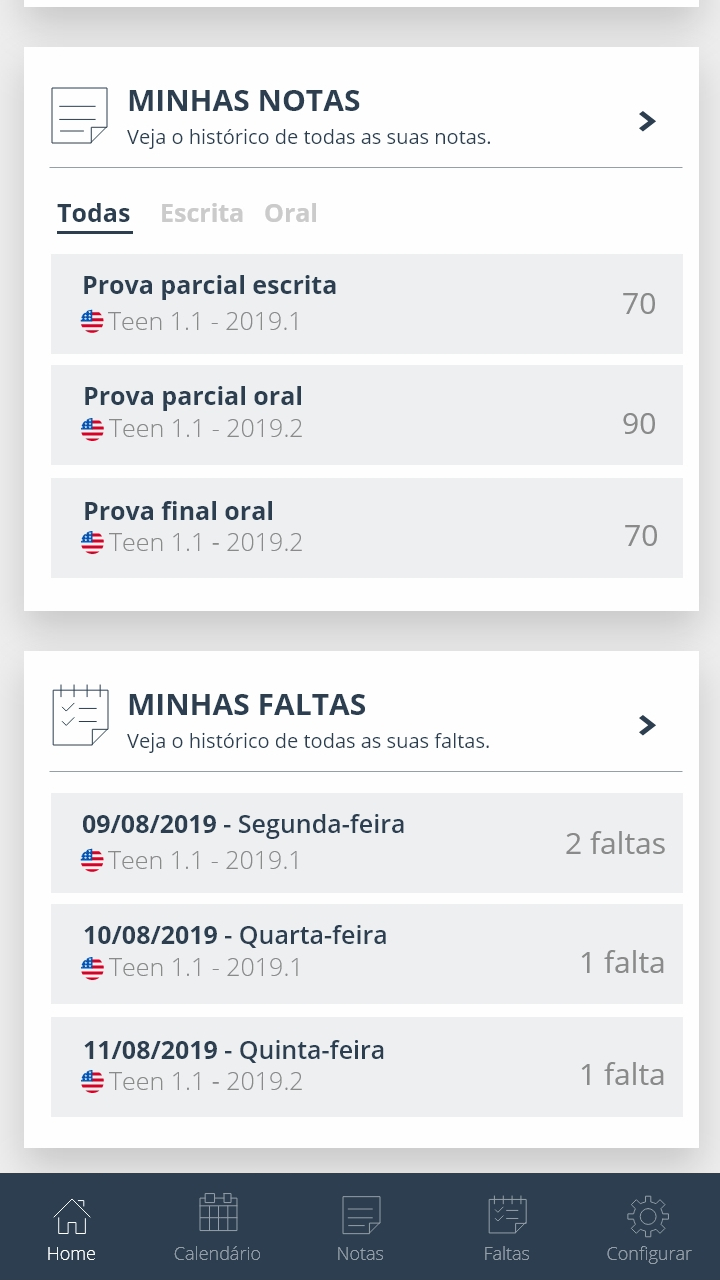 MINHAS NOTAS
Veja o histórico de todas as suas notas.
Todas Escrita Oral
Prova parcial escrita
70
Teen 1.1 - 2019.1
Prova parcial oral
90
Teen 1.1 - 2019.2
Prova final oral
70
Teen 1.1 - 2019.2
MINHAS FALTAS
Veja o histórico de todas as suas faltas.
09/08/2019 - Segunda-feira
2 faltas
Teen 1.1 - 2019.1
10/08/2019 - Quarta-feira
1 falta
Teen 1.1 - 2019.1
11/08/2019 - Quinta-feira
1 falta
Teen 1.1 - 2019.2
Home Calendário Notas Faltas Configurar